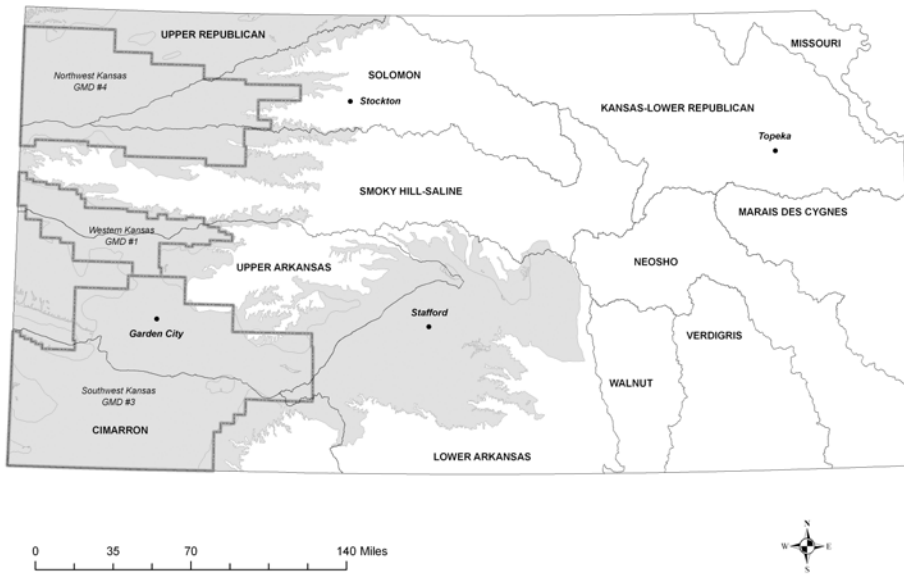 UPPER REPUBLICAN
MISSOURI
Northwest Kansas
GMD #4
SOLOMON
Stockton
KANSAS-LOWER REPUBLICAN
Topeka
SMOKY HILL-SALINE
MARAIS DES CYGNES
Western Kansas
GMD #1
UPPER ARKANSAS
NEOSHO
Stafford
Garden City
VERDIGRIS
Southwest Kansas
GMD #3
WALNUT
CIMARRON
LOWER ARKANSAS
N
W E
S
0 35 70 140 Miles